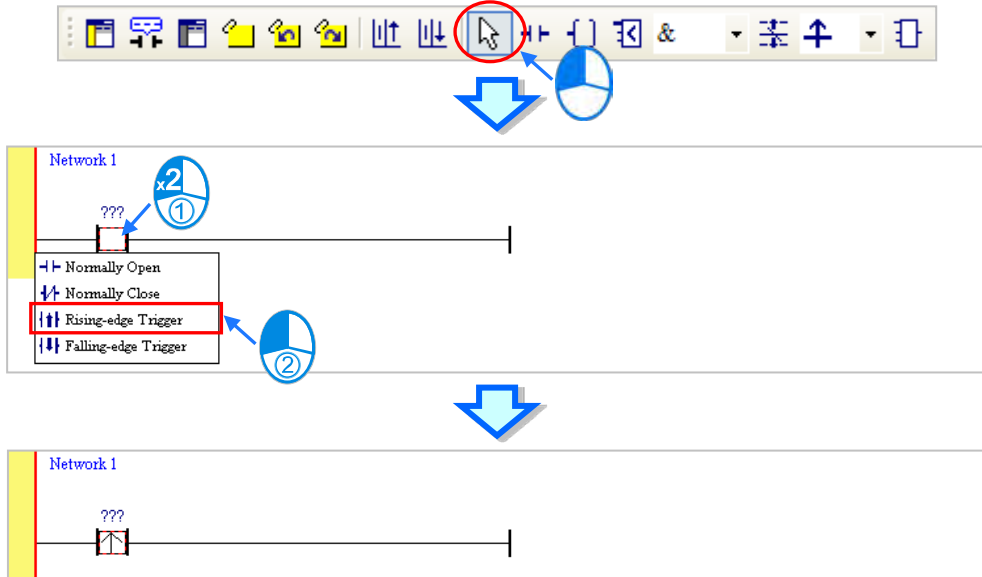 &
Network 1
x2
①
???
Normally Open
Normally Close
Rising-edge Trigger
Falling-edge Trigger
②
Network 1
???